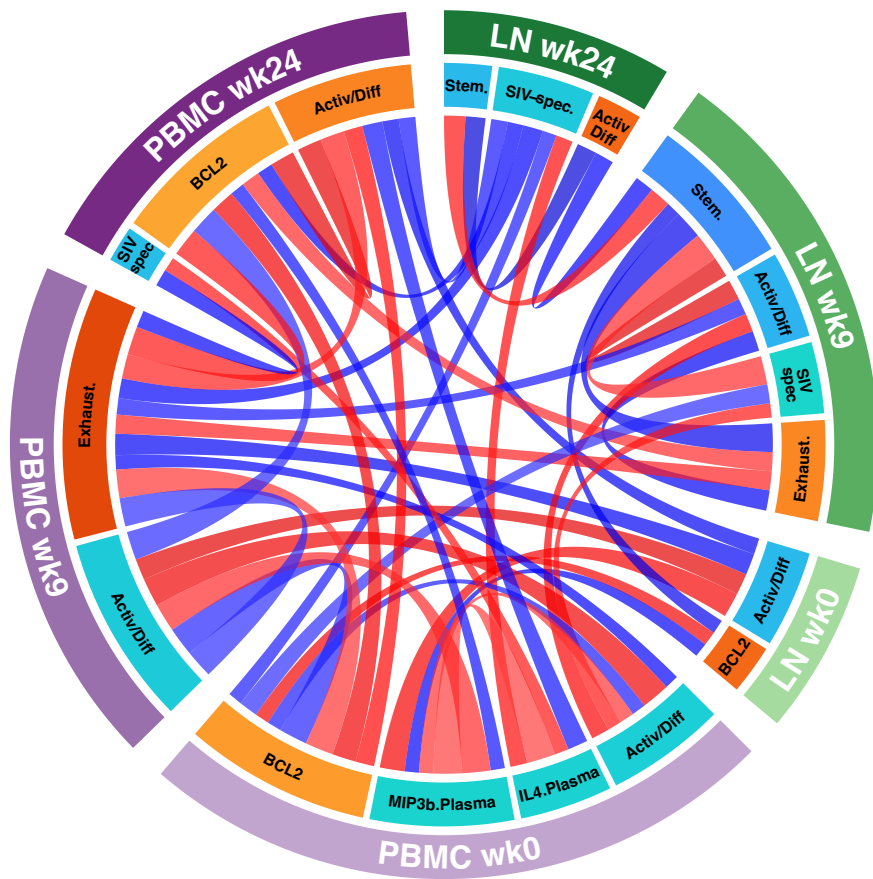 LN wk24
Stem.
SIV-spec.
Activ
Diff
LN wk9
Stem.
Activ/Diff
SIV
spec
Exhaust.
LN wk0
Activ/Diff
BCL2
PBMC wk0
Activ/Diff
IL4.Plasma
MIP3b.Plasma
BCL2
PBMC wk9
Activ/Diff
Exhaust.
PBMC wk24
SIV
spec
BCL2
Activ/Diff